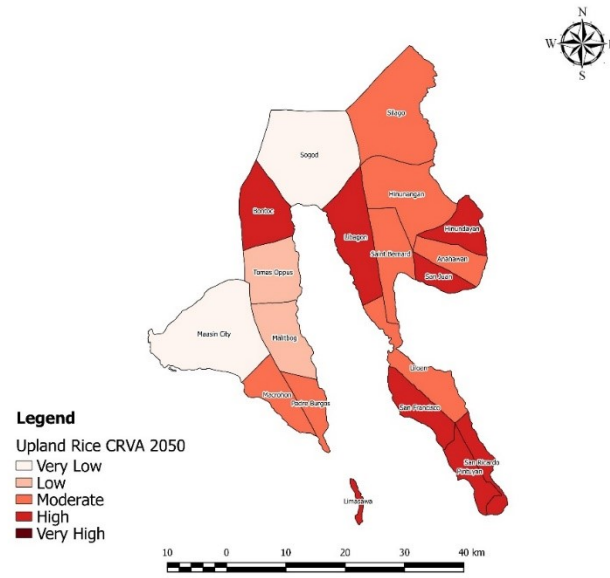 N
W
E
S
Silago
Sogod
Hinunangan
Bontoc
Libagon
Hinundayan
Saint Bernard
Anahawan
San Juan
Tomas Oppus
Maasin City
Malitbog
Liloan
Macrohon
Padre Burgos
San Francisco
San Ricardo
Pintuyan
Limasawa
Legend
Upland Rice CRVA 2050
Very Low
Low
Moderate
High
Very High
10 0 10 20 30 40 km